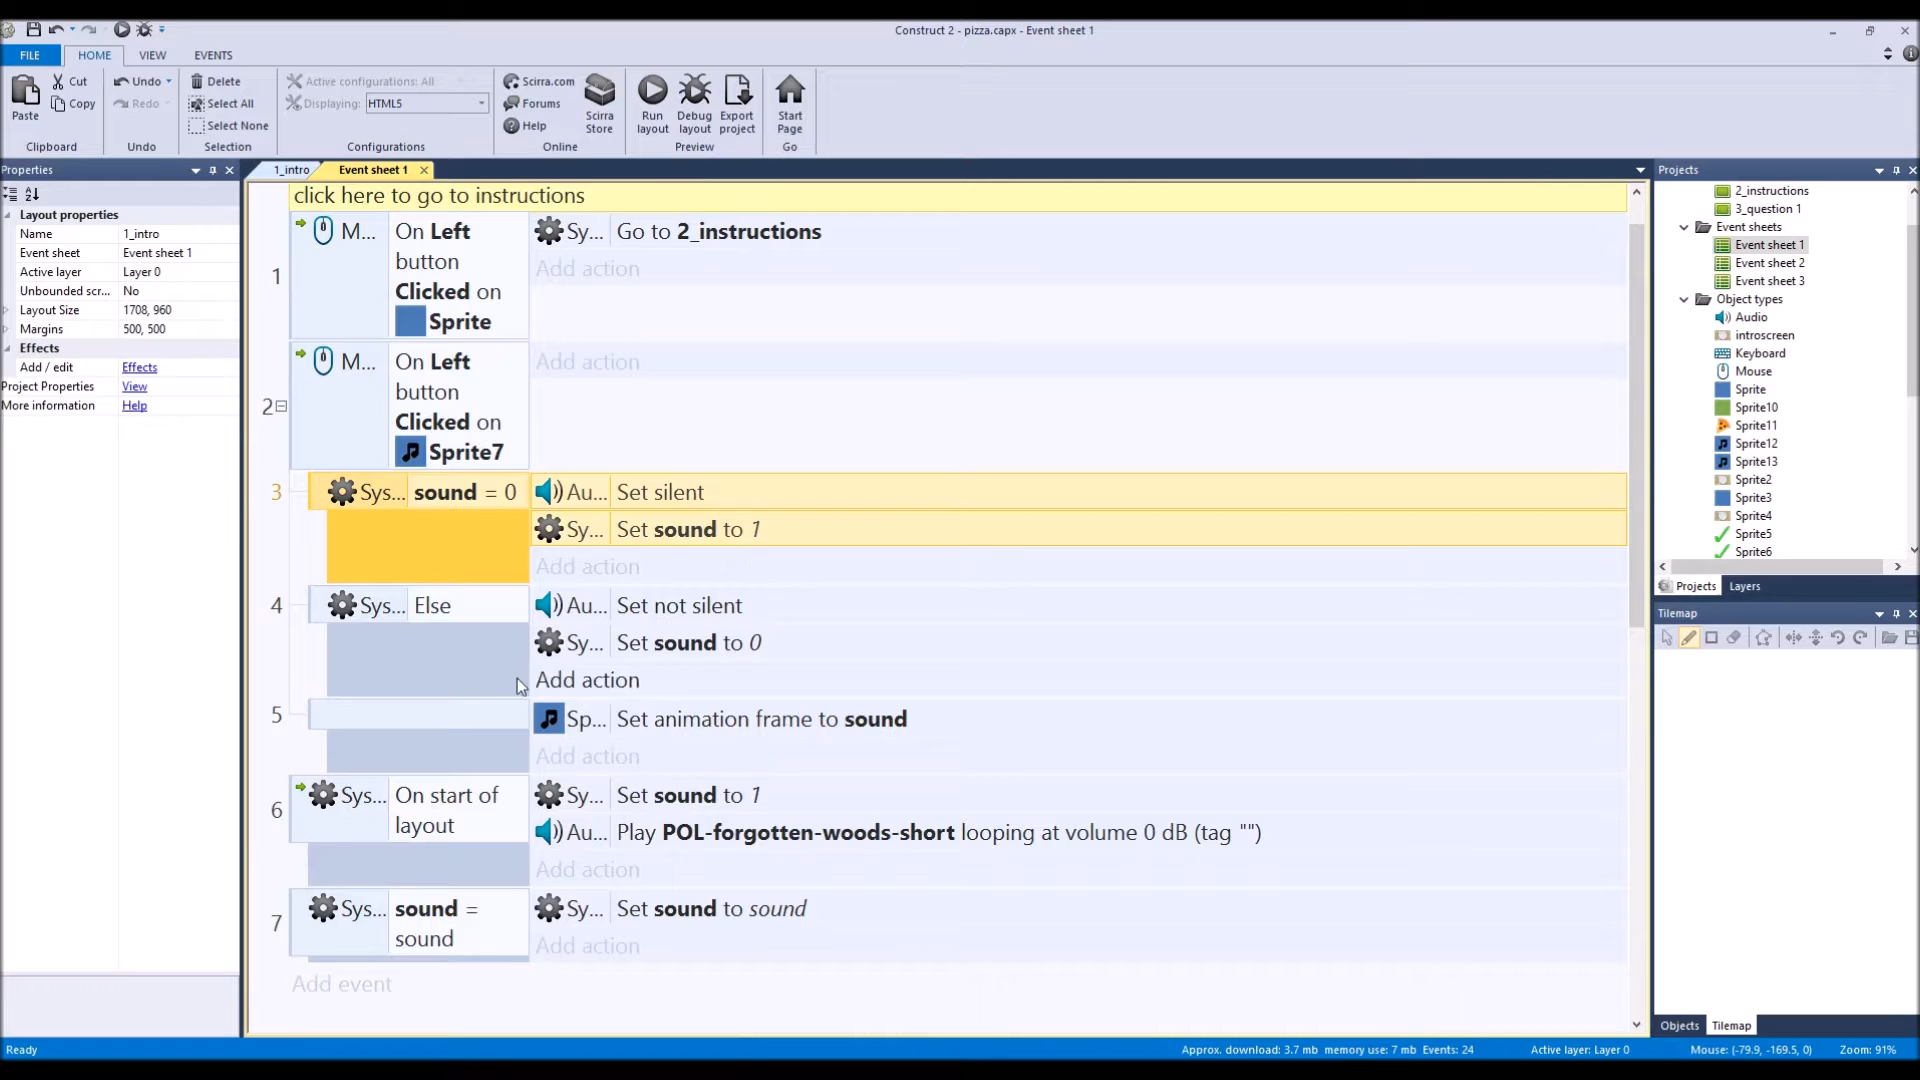 Construct 2 - pizza.capx - Event sheet 1
FILE HOME VIEW EVENTS
Paste Cut Copy Clipboard
Undo Redo Undo
Delete Select All Select None Selection
Active configurations: All
Displaying: HTML5
Configurations
Scirra.com Forums Help Scirra Store Online
Run layout Debug layout Export project Preview
Start Page Go
Properties
Layout properties
Name 1_intro
Event sheet Event sheet 1
Active layer Layer 0
Unbounded scr... No
Layout Size 1708, 960
Margins 500, 500
Effects
Add / edit Effects
Project Properties View
More information Help
1_intro Event sheet 1
click here to go to instructions
1 M... On Left button Clicked on Sprite
Sy... Go to 2_instructions
Add action
2 M... On Left button Clicked on Sprite7
Add action
3 Sys... sound = 0
Au... Set silent
Sy... Set sound to 1
Add action
4 Sys... Else
Au... Set not silent
Sy... Set sound to 0
Add action
5 Sp... Set animation frame to sound
Add action
6 Sys... On start of layout
Sy... Set sound to 1
Au... Play POL-forgotten-woods-short looping at volume 0 dB (tag "")
Add action
7 Sys... sound = sound
Sy... Set sound to sound
Add action
Add event
Projects
2_instructions
3_question 1
Event sheets
Event sheet 1
Event sheet 2
Event sheet 3
Object types
Audio
introscreen
Keyboard
Mouse
Sprite
Sprite10
Sprite11
Sprite12
Sprite13
Sprite2
Sprite3
Sprite4
Sprite5
Sprite6
Projects Layers
Tilemap
Objects Tilemap
Ready
Approx. download: 3.7 mb memory use: 7 mb Events: 24 Active layer: Layer 0 Mouse: (-79.9, -169.5, 0) Zoom: 91%